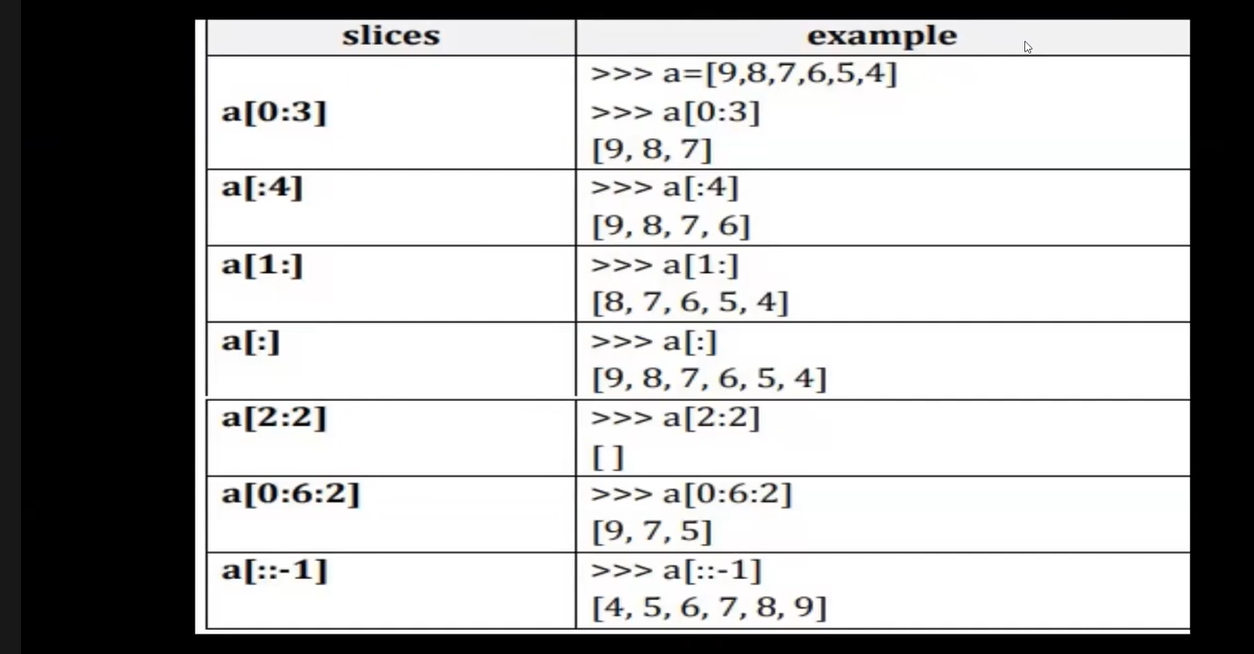 slices example
a[0:3]
>>> a=[9,8,7,6,5,4]
>>> a[0:3]
[9, 8, 7]
a[:4]
>>> a[:4]
[9, 8, 7, 6]
a[1:]
>>> a[1:]
[8, 7, 6, 5, 4]
a[:]
>>> a[:]
[9, 8, 7, 6, 5, 4]
a[2:2]
>>> a[2:2]
[ ]
a[0:6:2]
>>> a[0:6:2]
[9, 7, 5]
a[::-1]
>>> a[::-1]
[4, 5, 6, 7, 8, 9]